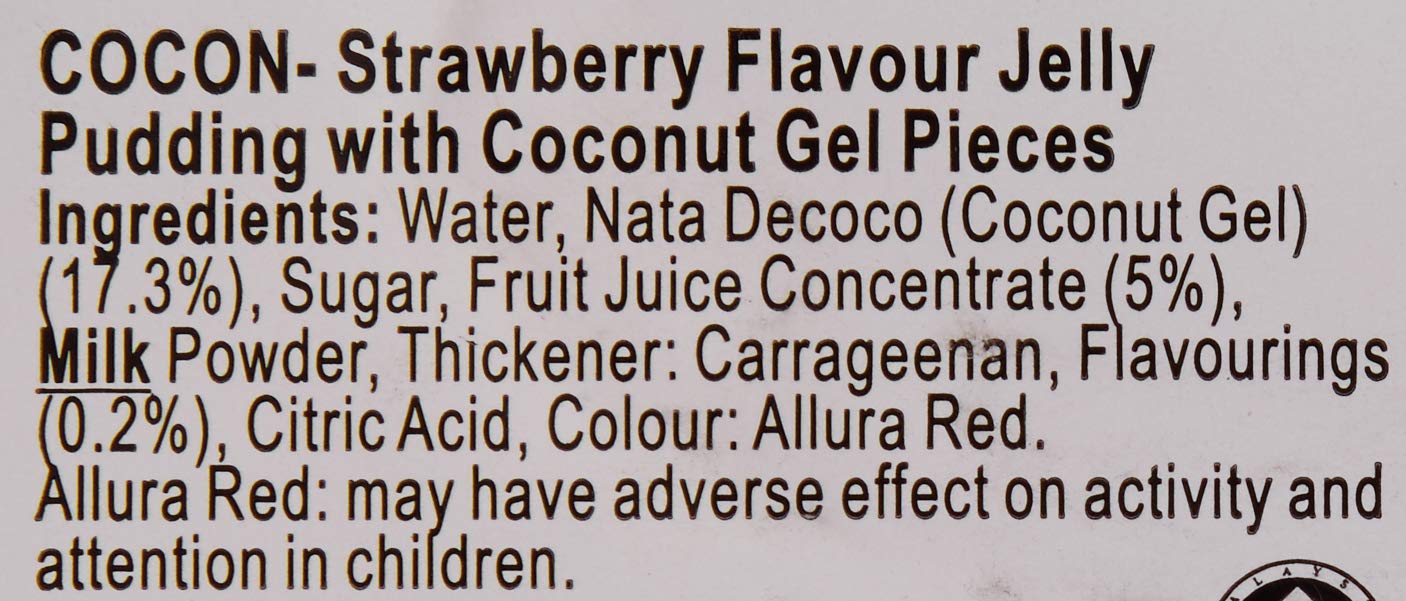 COCON- Strawberry Flavour Jelly
Pudding with Coconut Gel Pieces
Ingredients: Water, Nata Decoco (Coconut Gel)
(17.3%), Sugar, Fruit Juice Concentrate (5%),
Milk Powder, Thickener: Carrageenan, Flavourings
(0.2%), Citric Acid, Colour: Allura Red.
Allura Red: may have adverse effect on activity and
attention in children.